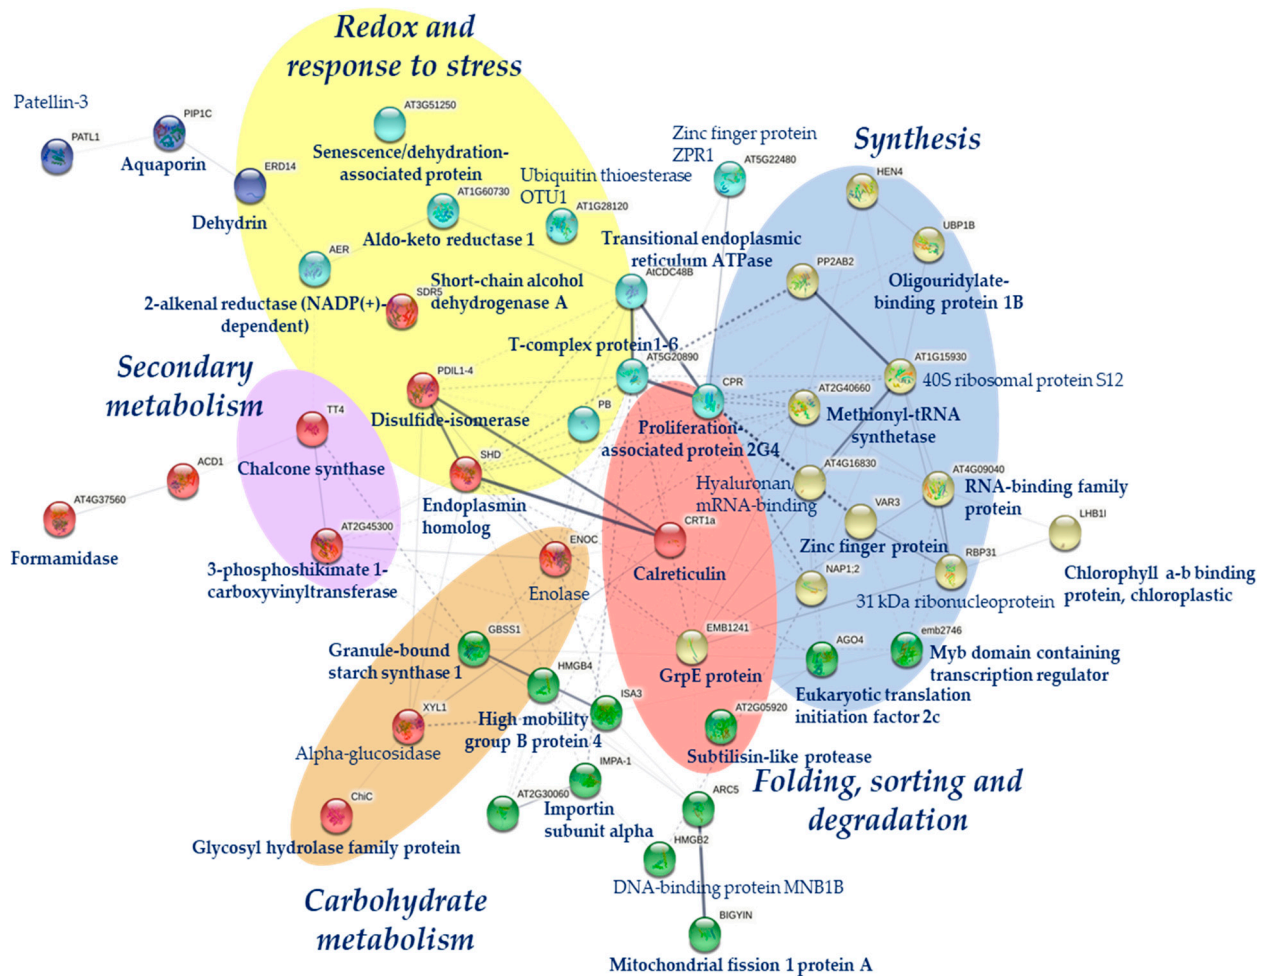 Redox and
response to stress
Patellin-3
PATL1
PIP1C
Aquaporin
ERD14
Dehydrin
AT3G51250
Senescence/dehydration-
associated protein
AT1G60730
Aldo-keto reductase 1
Ubiquitin thioesterase
OTU1
AT1G28120
Zinc finger protein
ZPR1
AT5G22480
Synthesis
HEN4
UBP1B
Oligouridylate-
binding protein 1B
Transitional endoplasmic
reticulum ATPase
AtCDC48B
PP2AB2
AER
2-alkenal reductase (NADP(+)-
dependent)
Short-chain alcohol
dehydrogenase A
SDR5
T-complex protein1-6
AT5G20890
AT1G15930
40S ribosomal protein S12
Secondary
metabolism
PDIL1-4
Disulfide-isomerase
PB
CPR
Proliferation-
associated protein 2G4
AT2G40660
Methionyl-tRNA
synthetase
TT4
Chalcone synthase
ACD1
AT4G37560
Formamidase
SHD
Endoplasmin
homolog
AT4G16830
Hyaluronan/
mRNA-binding
AT4G09040
RNA-binding family
protein
VAR3
Zinc finger protein
LHB1I
Chlorophyll a-b binding
protein, chloroplastic
AT2G45300
3-phosphoshikimate 1-
carboxyvinyltransferase
ENOC
Enolase
CRT1a
Calreticulin
NAP1;2
RBP31
31 kDa ribonucleoprotein
GBSS1
Granule-bound
starch synthase 1
EMB1241
GrpE protein
AGO4
Eukaryotic translation
initiation factor 2c
emb2746
Myb domain containing
transcription regulator
HMGB4
High mobility
group B protein 4
ISA3
XYL1
Alpha-glucosidase
AT2G05920
Subtilisin-like protease
Folding, sorting and
degradation
IMPA-1
Importin
subunit alpha
AT2G30060
ARC5
ChiC
Glycosyl hydrolase family protein
HMGB2
DNA-binding protein MNB1B
Carbohydrate
metabolism
BIGYIN
Mitochondrial fission 1 protein A